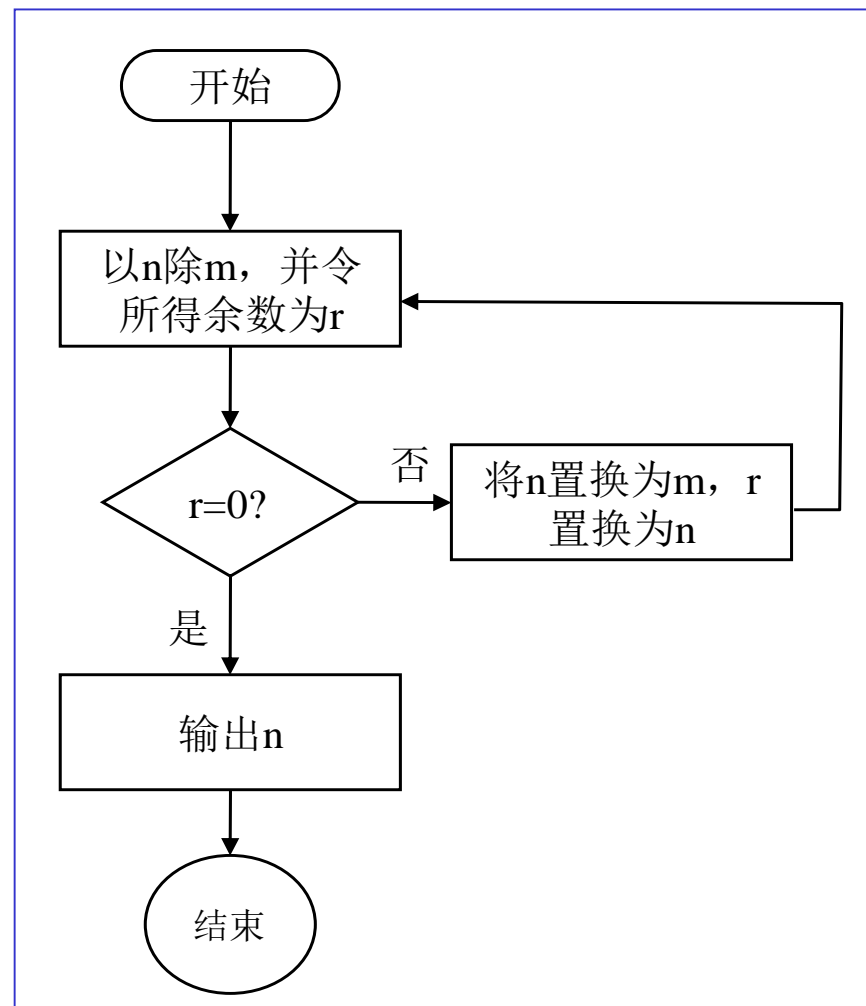 开始
以n除m，并令
所得余数为r
r=0?
否
将n置换为m，r
置换为n
是
输出n
结束